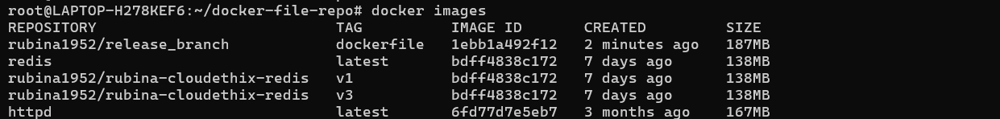 root@LAPTOP-H278KEF6:~/docker-file-repo# docker images
REPOSITORY TAG IMAGE ID CREATED SIZE
rubina1952/release_branch dockerfile 1ebb1a492f12 2 minutes ago 187MB
redis latest bdff4838c172 7 days ago 138MB
rubina1952/rubina-cloudethix-redis v1 bdff4838c172 7 days ago 138MB
rubina1952/rubina-cloudethix-redis v3 bdff4838c172 7 days ago 138MB
httpd latest 6fd77d7e5eb7 3 months ago 167MB